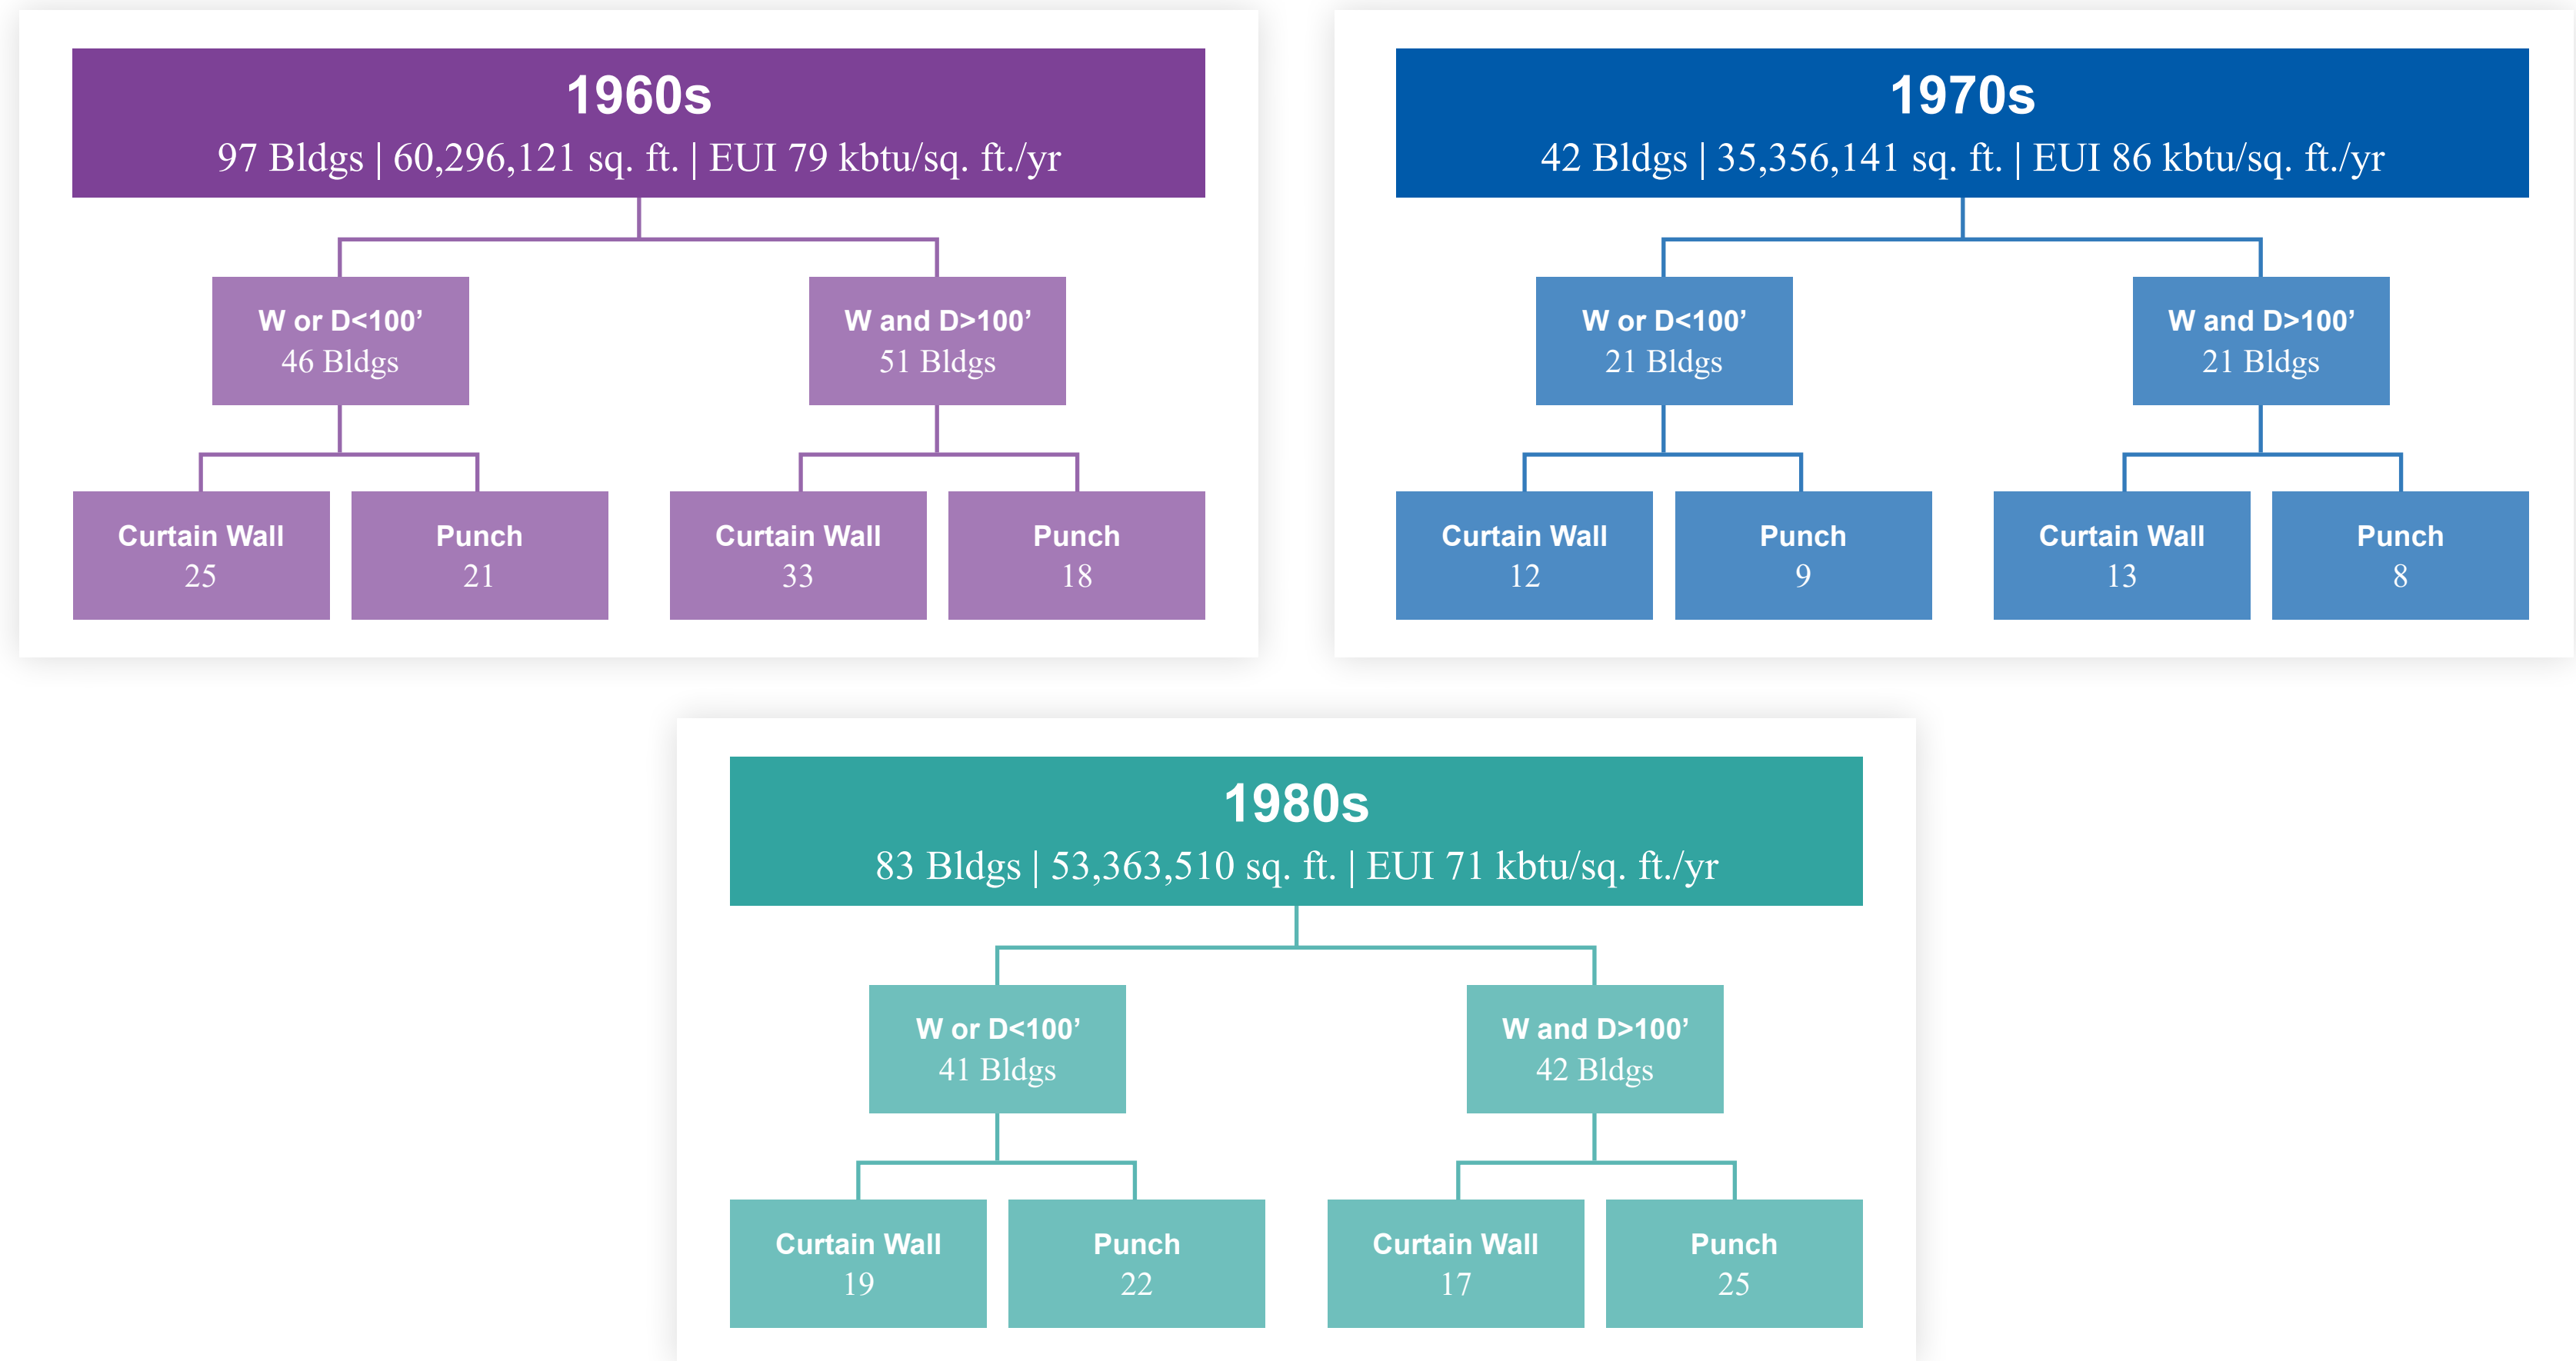 1960s
97 Bldgs | 60,296,121 sq. ft. | EUI 79 kbtu/sq. ft./yr
W or D<100’
46 Bldgs
W and D>100’
51 Bldgs
Curtain Wall
25
Punch
21
Curtain Wall
33
Punch
18
1970s
42 Bldgs | 35,356,141 sq. ft. | EUI 86 kbtu/sq. ft./yr
W or D<100’
21 Bldgs
W and D>100’
21 Bldgs
Curtain Wall
12
Punch
9
Curtain Wall
13
Punch
8
1980s
83 Bldgs | 53,363,510 sq. ft. | EUI 71 kbtu/sq. ft./yr
W or D<100’
41 Bldgs
W and D>100’
42 Bldgs
Curtain Wall
19
Punch
22
Curtain Wall
17
Punch
25